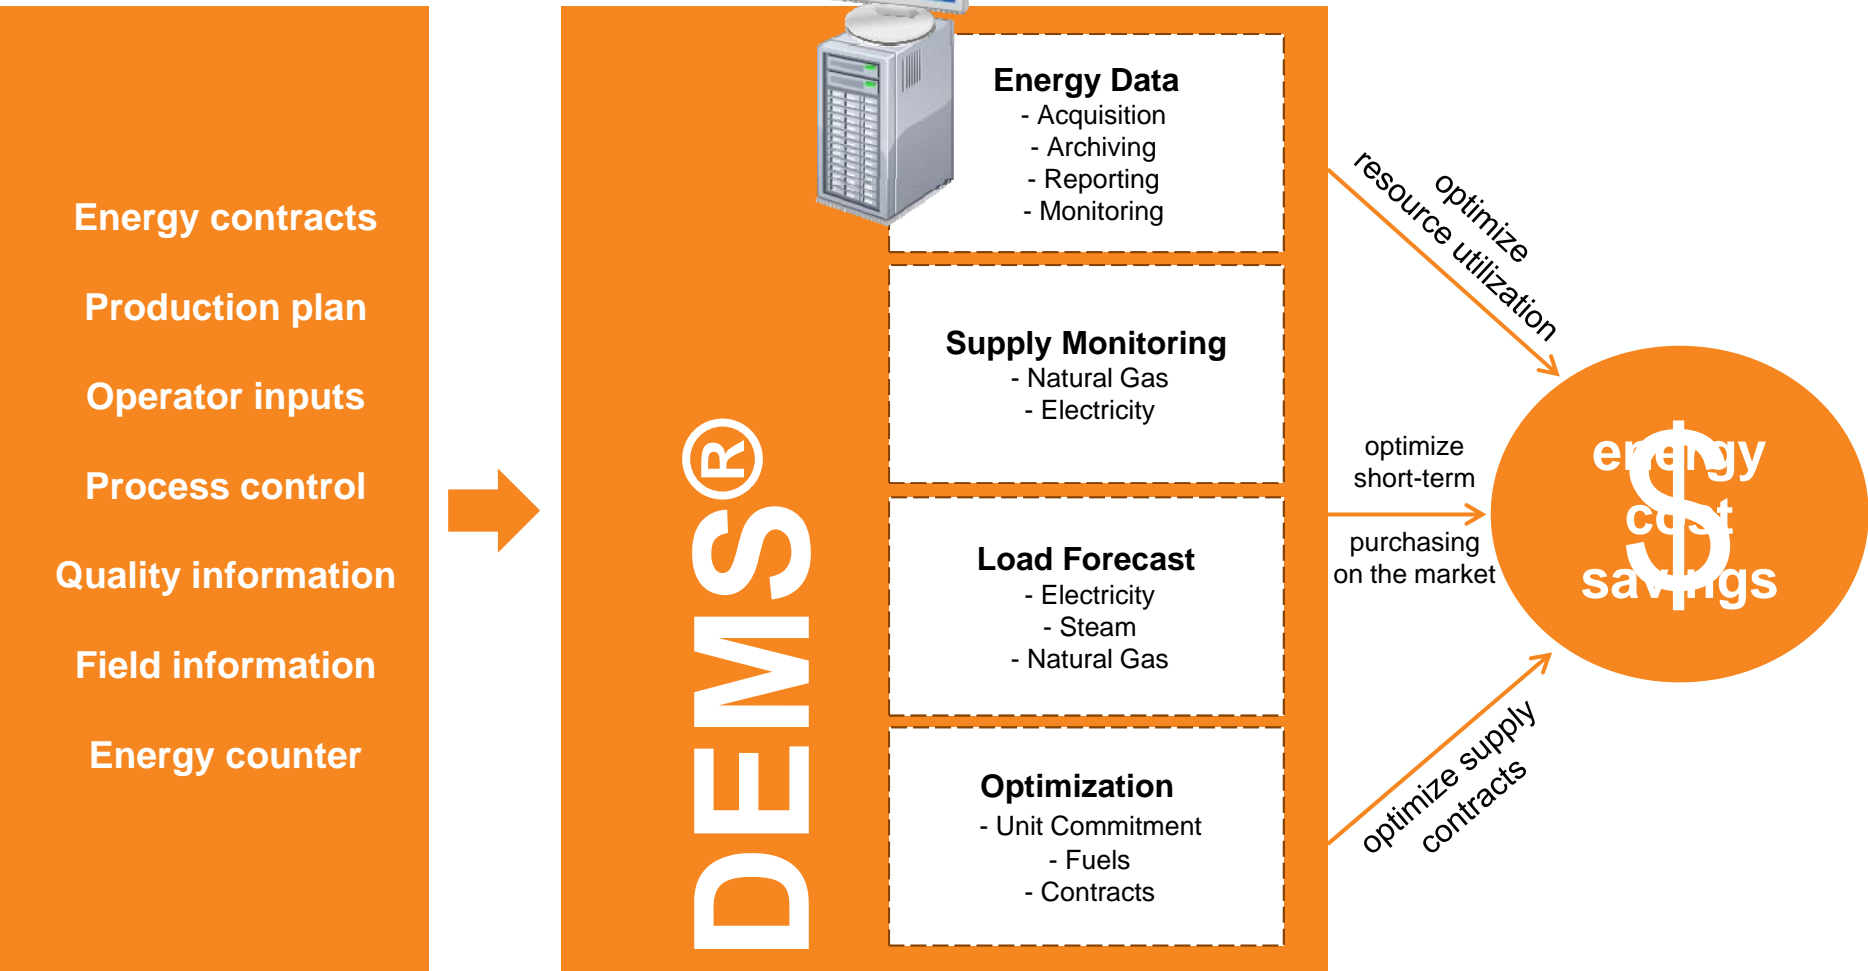 Energy contracts
Production plan
Operator inputs
Process control
Quality information
Field information
Energy counter
DEMS®
Energy Data
- Acquisition
- Archiving
- Reporting
- Monitoring
Supply Monitoring
- Natural Gas
- Electricity
Load Forecast
- Electricity
- Steam
- Natural Gas
Optimization
- Unit Commitment
- Fuels
- Contracts
optimize
resource utilization
optimize
short-term
purchasing
on the market
optimize supply
contracts
energy
cost
savings
$